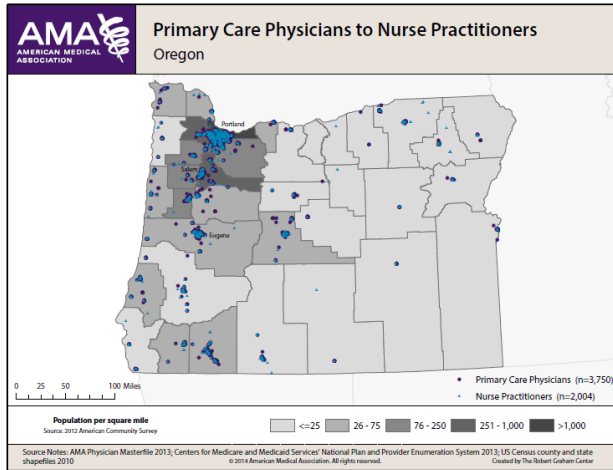 AMA
AMERICAN MEDICAL
ASSOCIATION
Primary Care Physicians to Nurse Practitioners
Oregon
Portland
Salem
Eugene
0 25 50 100 Miles
Primary Care Physicians (n=3,750)
Nurse Practitioners (n=2,004)
Population per square mile
Source: 2012 American Community Survey
<=25 26 - 75 76 - 250 251 - 1,000 >1,000
Source Notes: AMA Physician Masterfile 2013; Centers for Medicare and Medicaid Services' National Plan and Provider Enumeration System 2013; US Census county and state
shapefiles 2010
© 2014 American Medical Association. All rights reserved.
Created by The Robert Graham Center